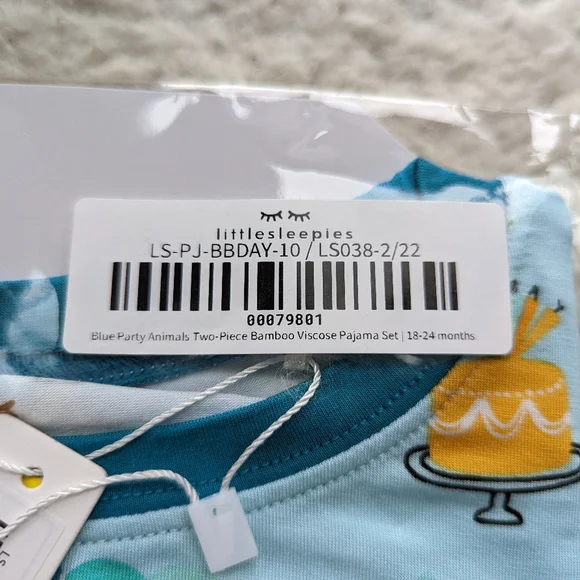 littlesleepies
LS-PJ-BBDAY-10 / LS038-2/22
00079801
Blue Party Animals Two-Piece Bamboo Viscose Pajama Set | 18-24 months